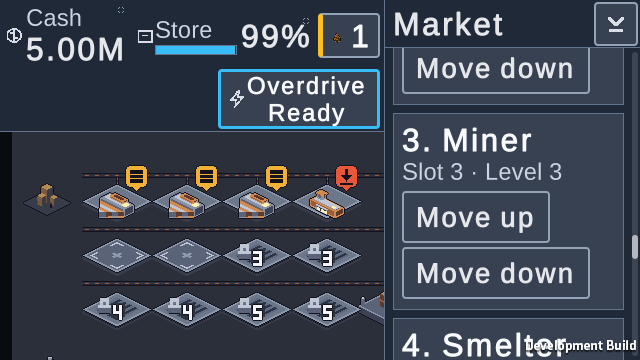 Cash
5.00M
Store
99%
1
Overdrive
Ready
Market
Move down
3. Miner
Slot 3 · Level 3
Move up
Move down
4. Smelter
Development Build
3
3
4
4
5
5